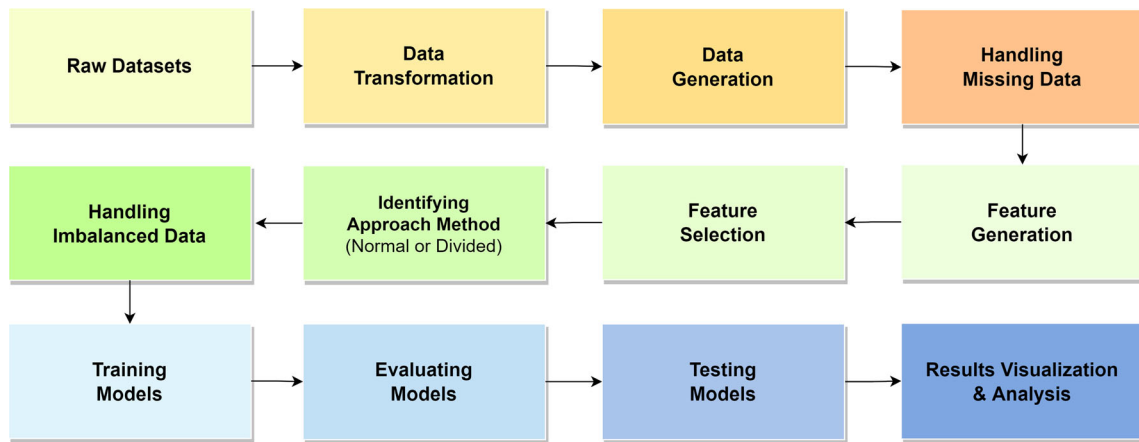 Raw Datasets
Data
Transformation
Data
Generation
Handling
Missing Data
Handling
Imbalanced Data
Identifying
Approach Method
(Normal or Divided)
Feature
Selection
Feature
Generation
Training
Models
Evaluating
Models
Testing
Models
Results Visualization
& Analysis